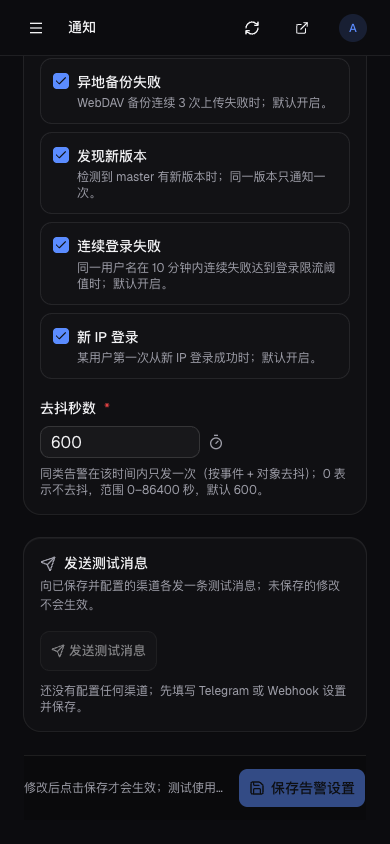 通知
A
异地备份失败
WebDAV 备份连续 3 次上传失败时；默认开启。
发现新版本
检测到 master 有新版本时；同一版本只通知一
次。
连续登录失败
同一用户名在 10 分钟内连续失败达到登录限流阈
值时；默认开启。
新 IP 登录
某用户第一次从新 IP 登录成功时；默认开启。
去抖秒数 *
600
同类告警在该时间内只发一次（按事件 + 对象去抖）；0 表
示不去抖，范围 0–86400 秒，默认 600。
发送测试消息
向已保存并配置的渠道各发一条测试消息；未保存的修改
不会生效。
发送测试消息
还没有配置任何渠道；先填写 Telegram 或 Webhook 设置
并保存。
修改后点击保存才会生效；测试使用...
保存告警设置